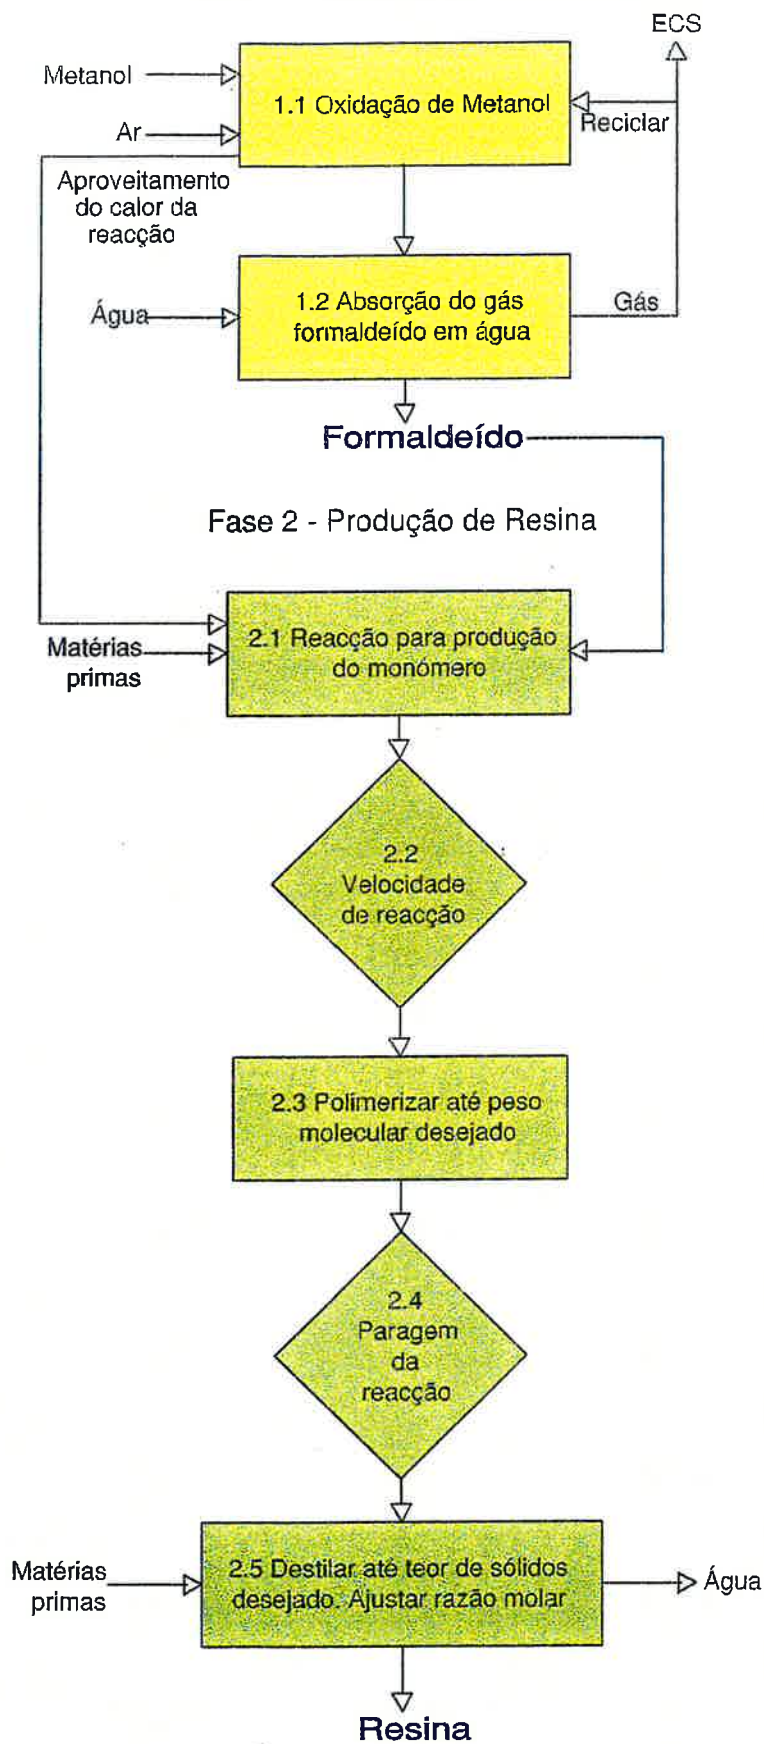 ECS
Metanol
1.1 Oxidação de Metanol
Reciclar
Ar
Aproveitamento
do calor da
reacção
Água
1.2 Absorção do gás
formaldeído em água
Gás
Formaldeído
Fase 2 - Produção de Resina
2.1 Reacção para produção
do monómero
Matérias
primas
2.2
Velocidade
de reacção
2.3 Polimerizar até peso
molecular desejado
2.4
Paragem
da
reacção
Matérias
primas
2.5 Destilar até teor de sólidos
desejado. Ajustar razão molar
Água
Resina